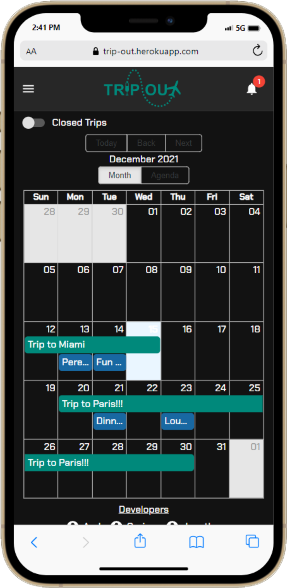 2:41 PM
5G
AA
trip-out.herokuapp.com
TRIP OUT
1
Closed Trips
Today Back Next
December 2021
Month Agenda
Sun Mon Tue Wed Thu Fri Sat
28 29 30 01 02 03 04
05 06 07 08 09 10 11
12 13 14 16 17 18
Trip to Miami
Pere... Fun ...
19 20 21 22 23 24 25
Trip to Paris!!!
Dinn... Lou...
26 27 28 29 30 31 01
Trip to Paris!!!
Developers